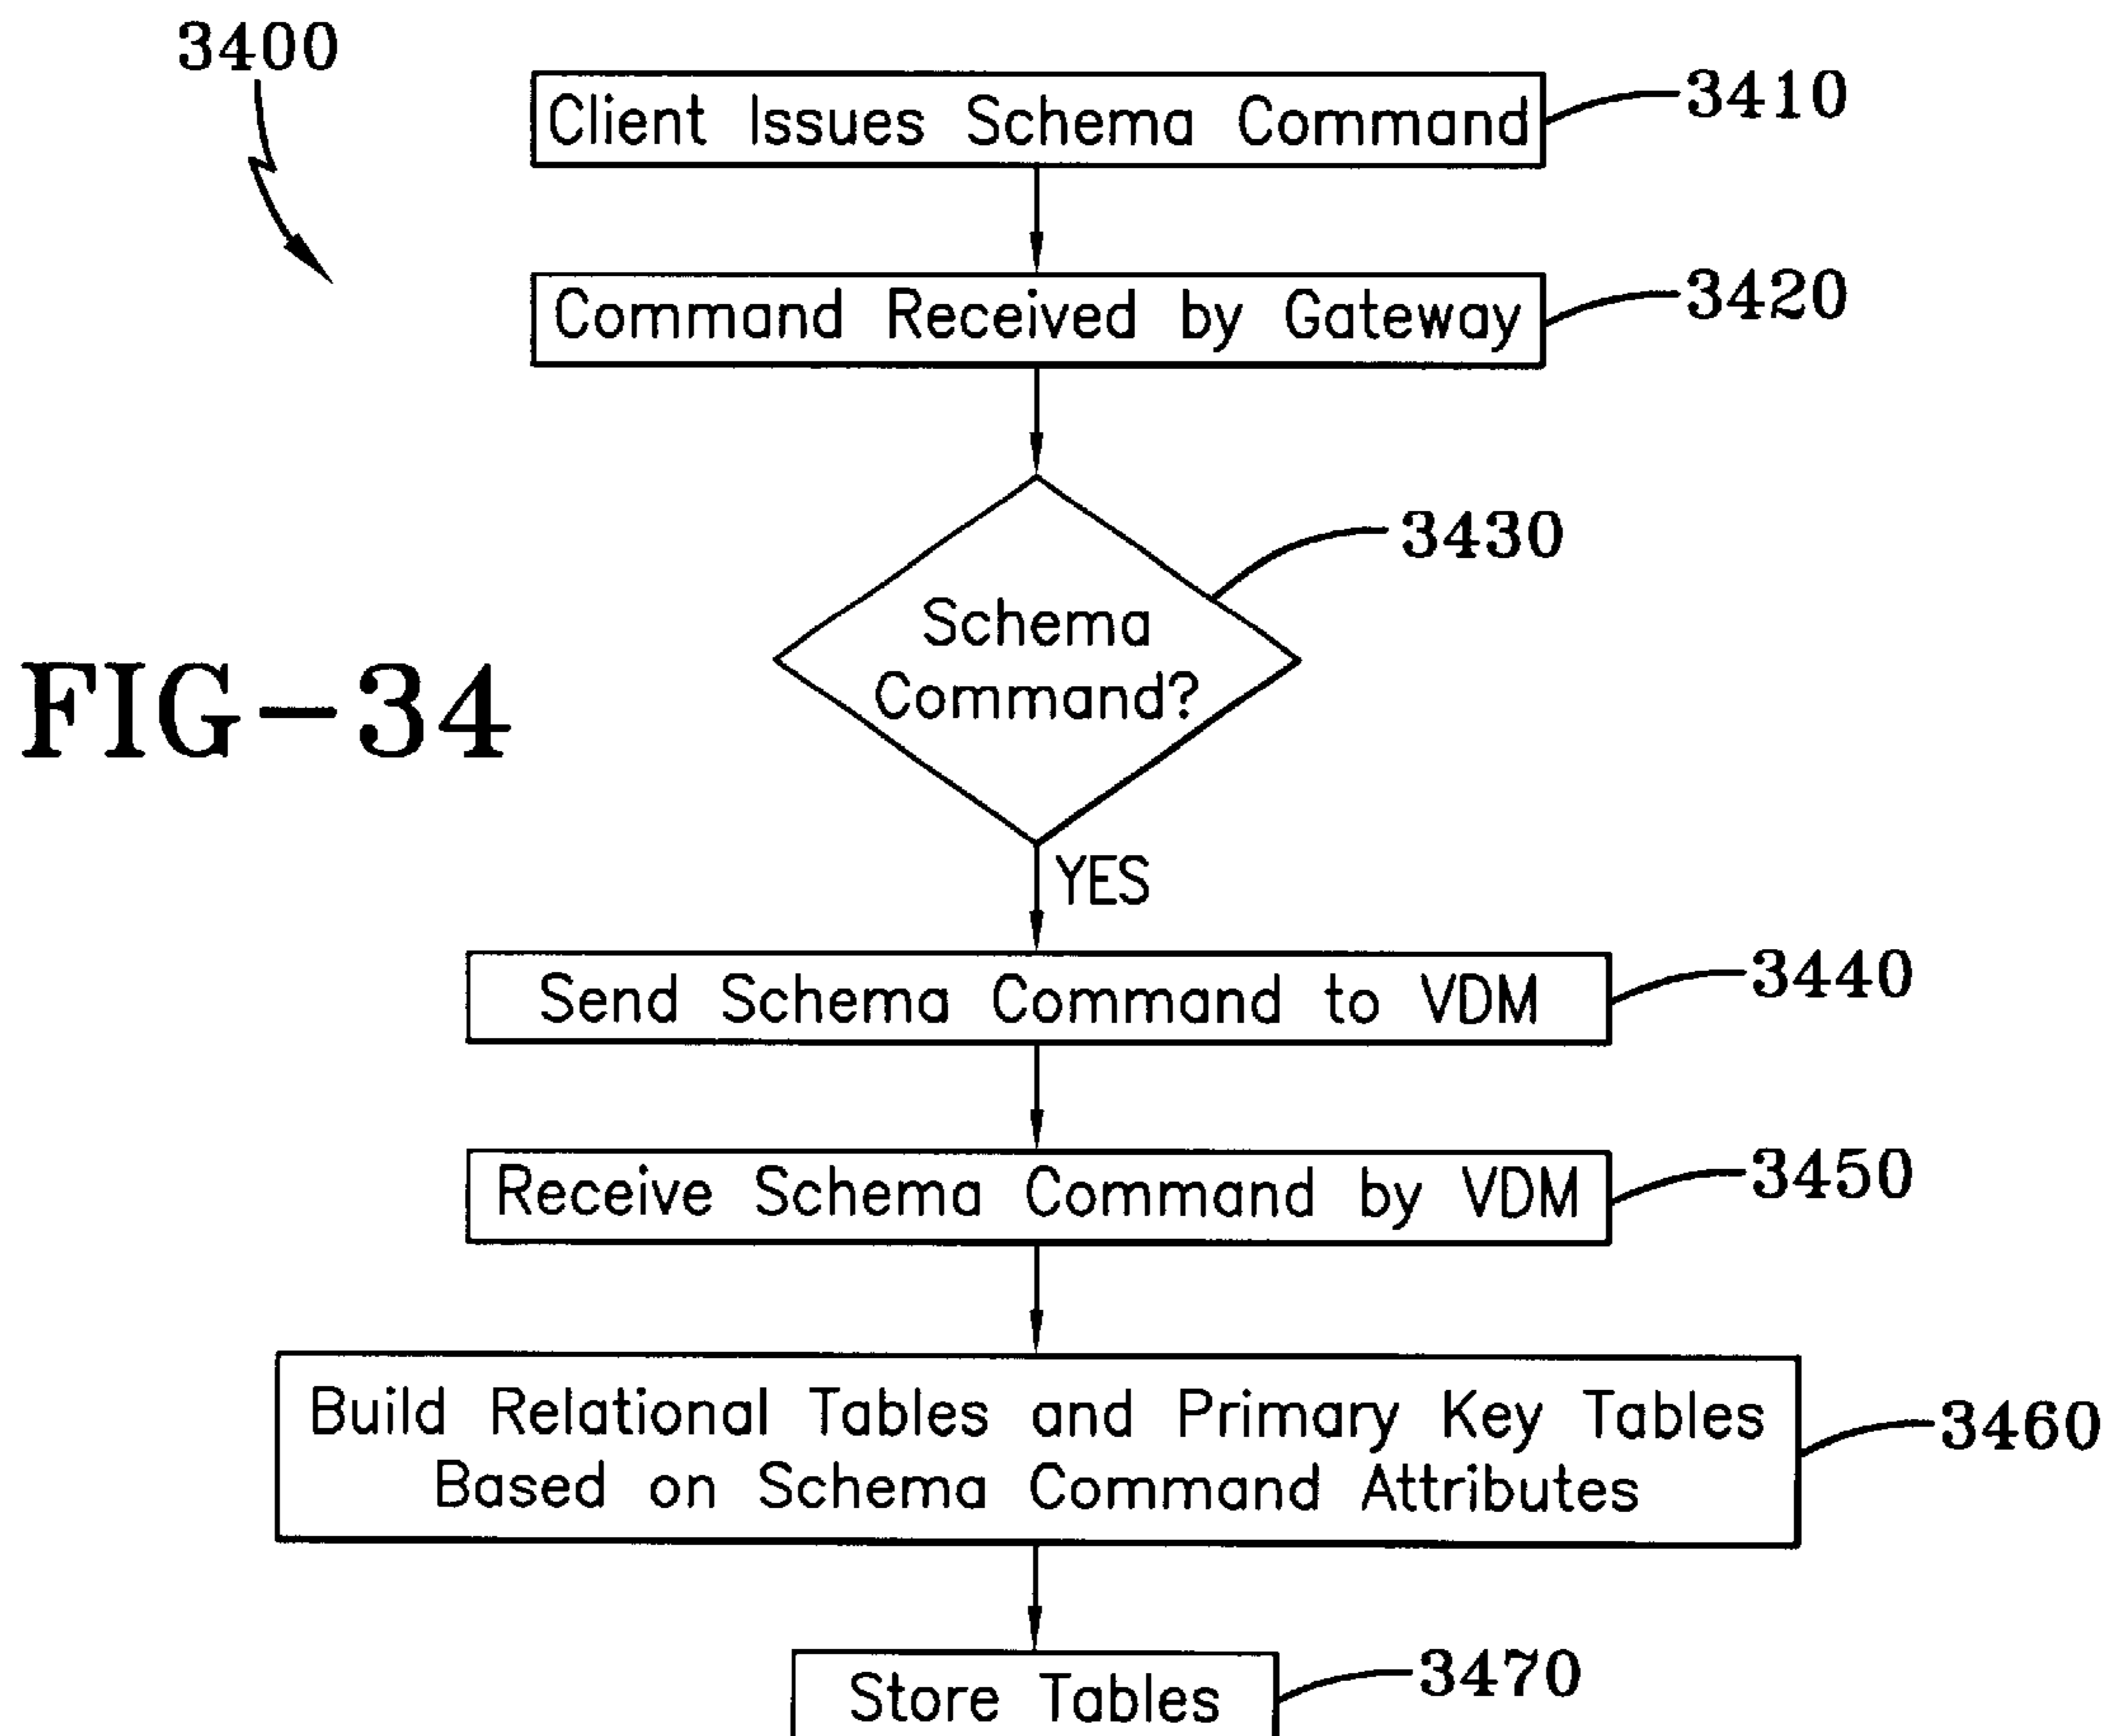 3400
Client Issues Schema Command
3410
Command Received by Gateway
3420
Schema
Command?
3430
FIG-34
YES
Send Schema Command to VDM
3440
Receive Schema Command by VDM
3450
Build Relational Tables and Primary Key Tables
Based on Schema Command Attributes
3460
Store Tables
3470